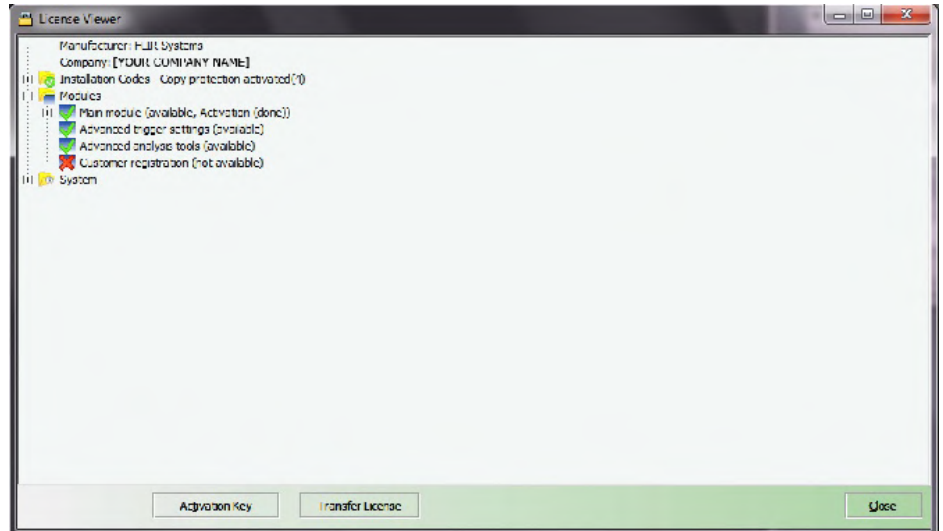 License Viewer
Manufacturer: FLIR Systems
Company: [YOUR COMPANY NAME]
Installation Codes - Copy protection activated(4)
Modules
Main module (available, Activation (done))
Advanced trigger settings (available)
Advanced analysis tools (available)
Customer registration (not available)
System
Activation Key
Transfer License
Close